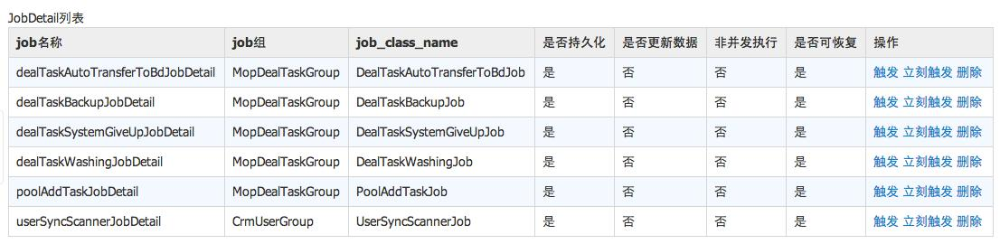 JobDetail列表
job名称 job组 job_class_name 是否持久化 是否更新数据 非并发执行 是否可恢复 操作
dealTaskAutoTransferToBdJobDetail MopDealTaskGroup DealTaskAutoTransferToBdJob 是 否 否 是 触发 立刻触发 删除
dealTaskBackupJobDetail MopDealTaskGroup DealTaskBackupJob 是 否 否 是 触发 立刻触发 删除
dealTaskSystemGiveUpJobDetail MopDealTaskGroup DealTaskSystemGiveUpJob 是 否 否 是 触发 立刻触发 删除
dealTaskWashingJobDetail MopDealTaskGroup DealTaskWashingJob 是 否 否 是 触发 立刻触发 删除
poolAddTaskJobDetail MopDealTaskGroup PoolAddTaskJob 是 否 否 是 触发 立刻触发 删除
userSyncScannerJobDetail CrmUserGroup UserSyncScannerJob 是 否 否 是 触发 立刻触发 删除